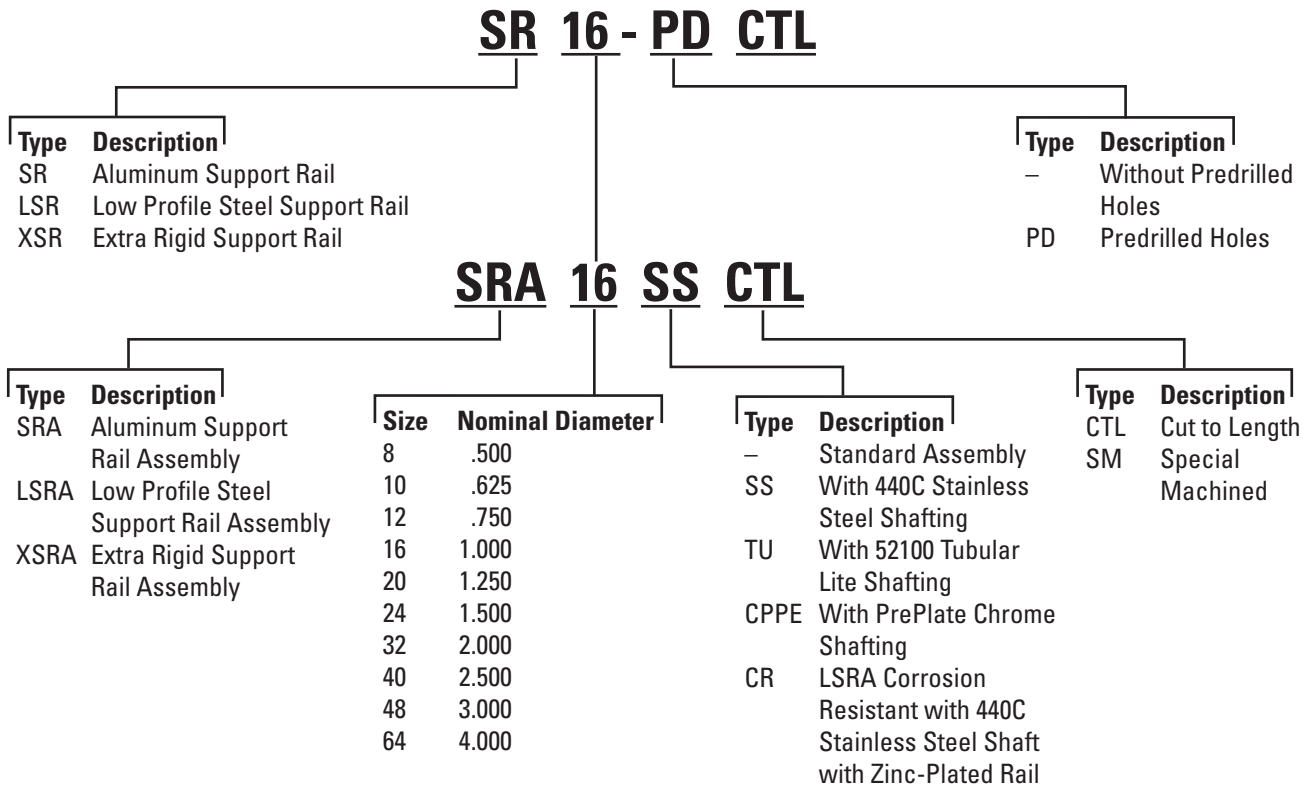 SR 16 - PD CTL
Type Description
SR Aluminum Support Rail
LSR Low Profile Steel Support Rail
XSR Extra Rigid Support Rail
Type Description
– Without Predrilled
Holes
PD Predrilled Holes
SRA 16 SS CTL
Type Description
SRA Aluminum Support
Rail Assembly
LSRA Low Profile Steel
Support Rail Assembly
XSRA Extra Rigid Support
Rail Assembly
Size Nominal Diameter
8 .500
10 .625
12 .750
16 1.000
20 1.250
24 1.500
32 2.000
40 2.500
48 3.000
64 4.000
Type Description
– Standard Assembly
SS With 440C Stainless
Steel Shafting
TU With 52100 Tubular
Lite Shafting
CPPE With PrePlate Chrome
Shafting
CR LSRA Corrosion
Resistant with 440C
Stainless Steel Shaft
with Zinc-Plated Rail
Type Description
CTL Cut to Length
SM Special
Machined